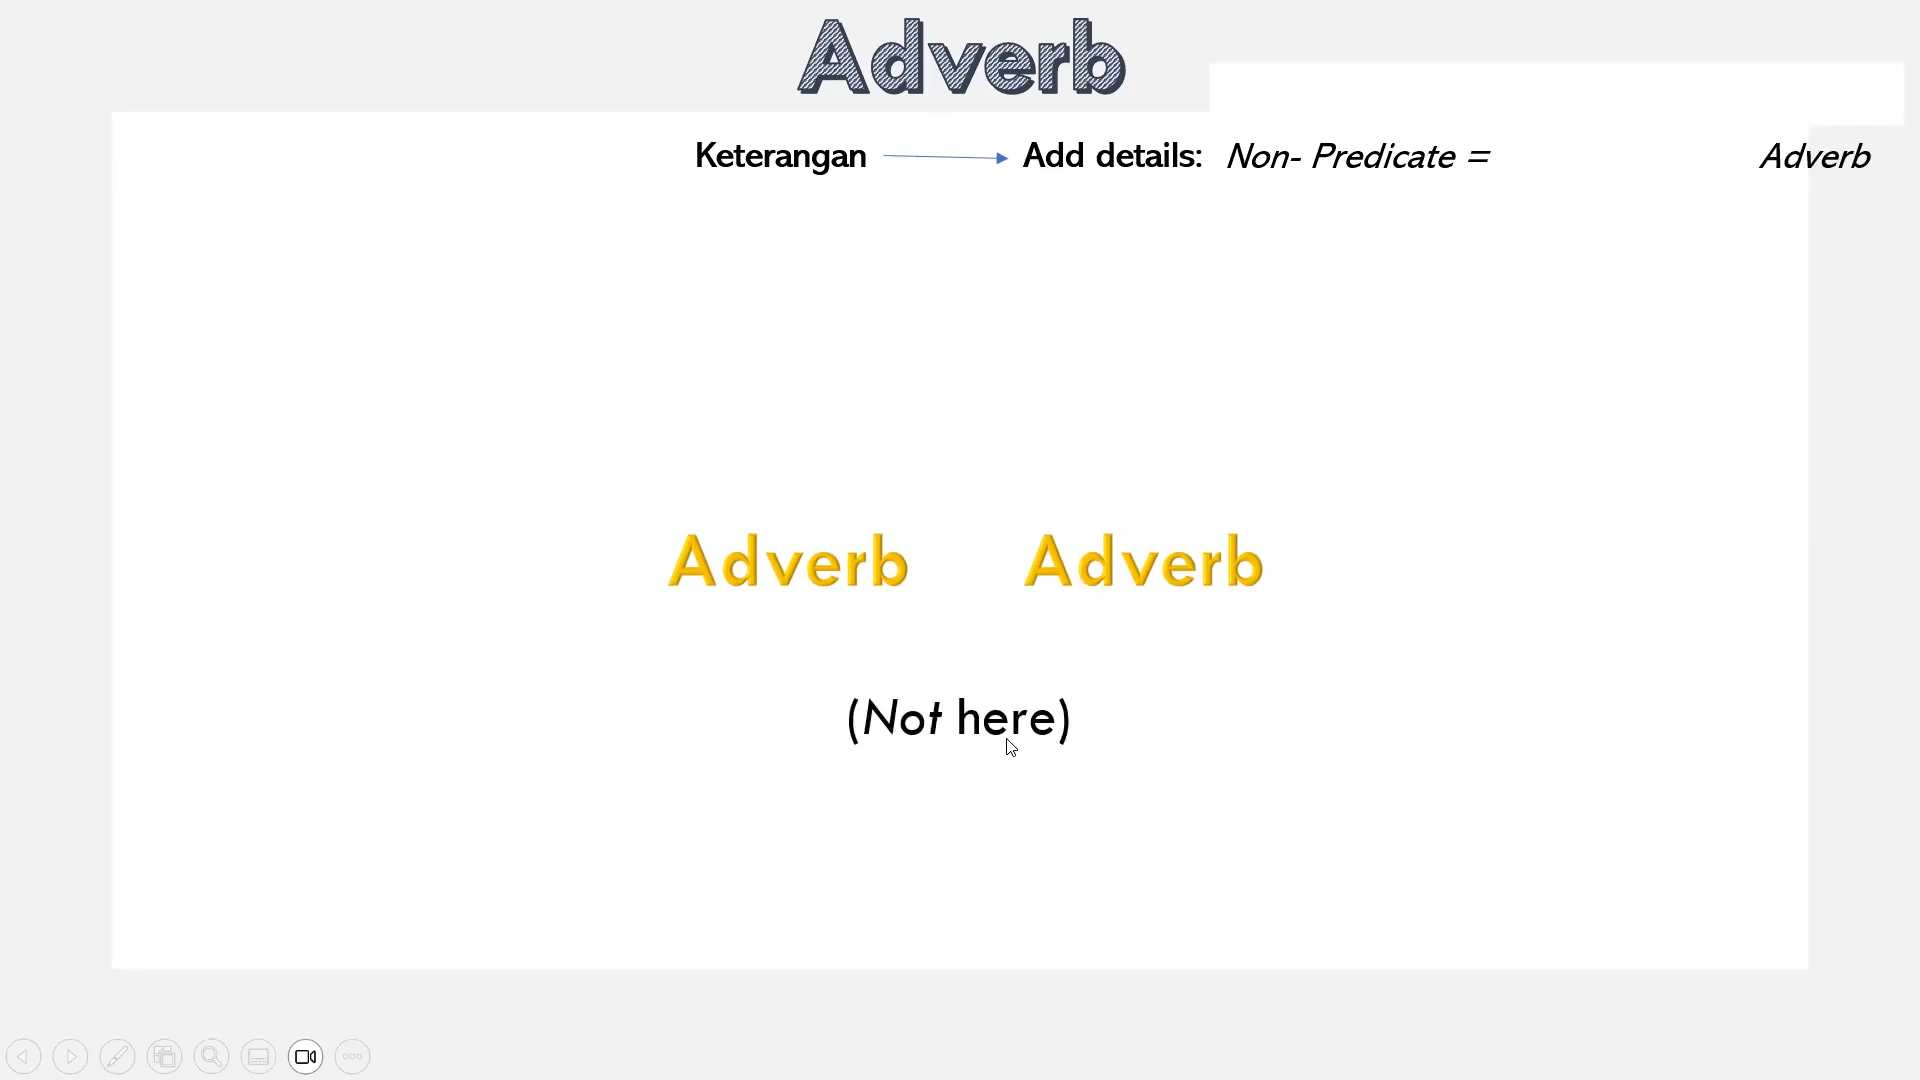 Adverb
Keterangan Add details: Non- Predicate = Adverb
Adverb Adverb
(Not here)